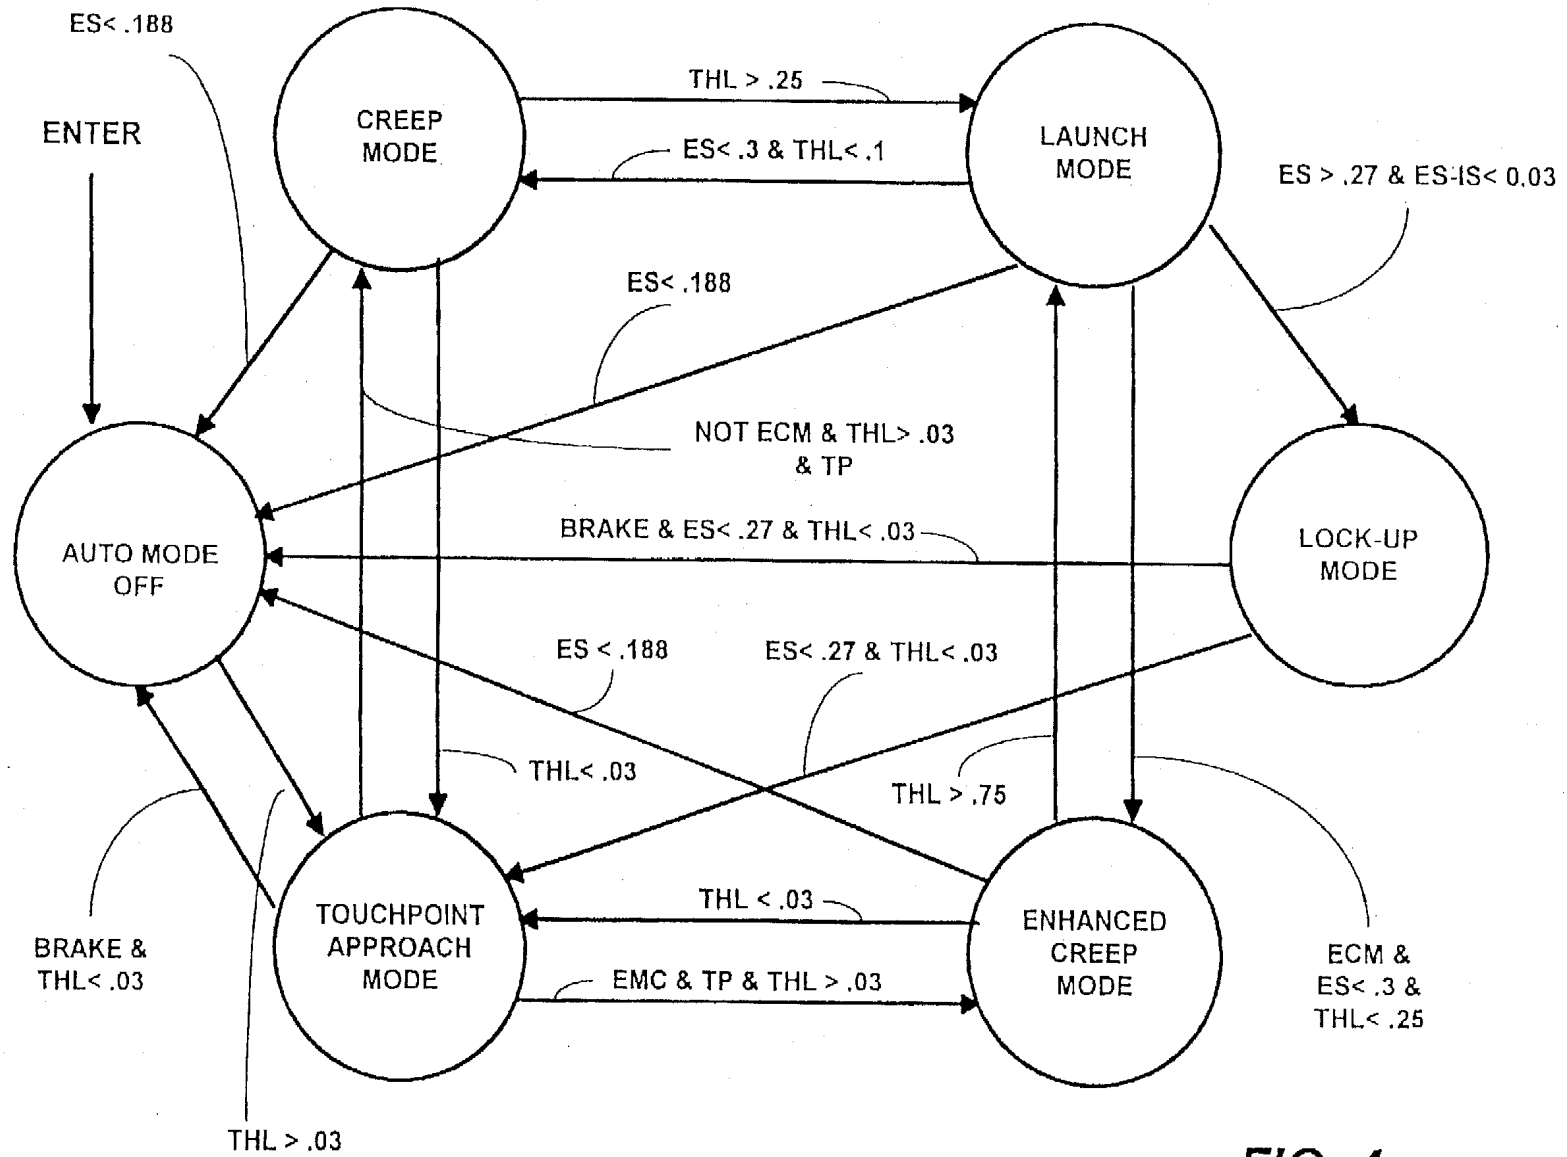 ES< .188
ENTER
CREEP
MODE
THL > .25
ES< .3 & THL< .1
LAUNCH
MODE
ES > .27 & ES-IS< 0.03
ES< .188
NOT ECM & THL> .03
& TP
BRAKE & ES< .27 & THL< .03
AUTO MODE
OFF
LOCK-UP
MODE
ES < .188
ES< .27 & THL< .03
THL< .03
THL > .75
TOUCHPOINT
APPROACH
MODE
THL < .03
EMC & TP & THL > .03
ENHANCED
CREEP
MODE
BRAKE &
THL< .03
ECM &
ES< .3 &
THL< .25
THL > .03